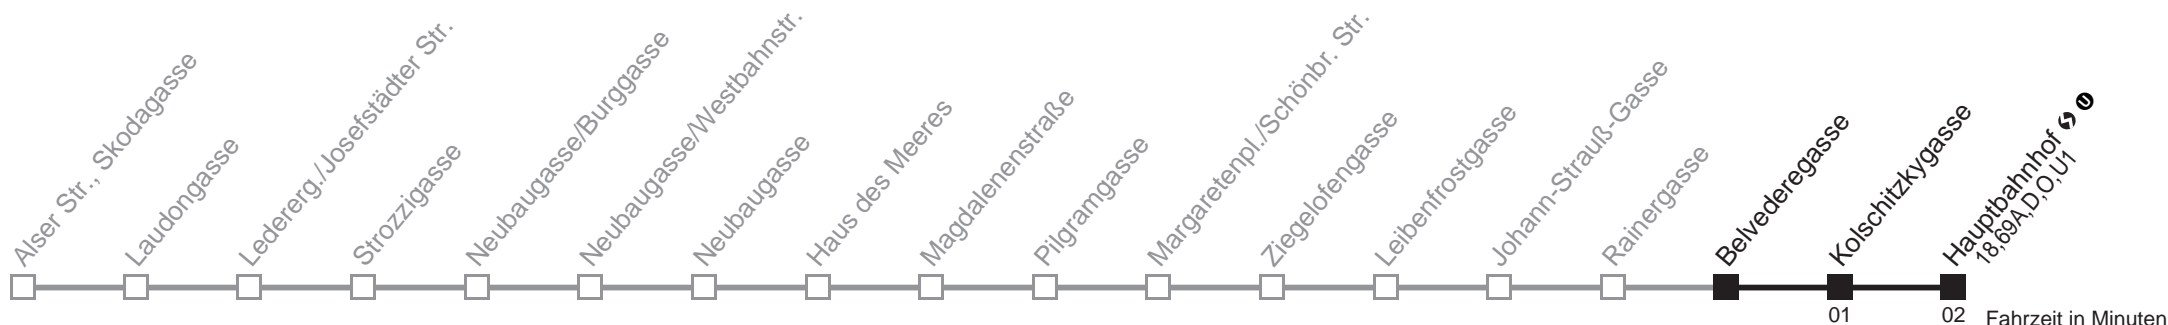 Alser Str., Skodagasse
Laudongasse
Lederer​g./Josefstädter Str.
Strozzigasse
Neubaugasse/Burggasse
Neubaugasse/Westbahnstr.
Neubaugasse
Haus des Meeres
Magdalenenstraße
Pilgramgasse
Margaretenpl./Schönbr. Str.
Ziegelofengasse
Leibenfrostgasse
Johann-Strauß-Gasse
Rainergasse
Belvederegasse
Kolschitzkygasse
Hauptbahnhof S U
18,69A,D,O,U1
01
02
Fahrzeit in Minuten